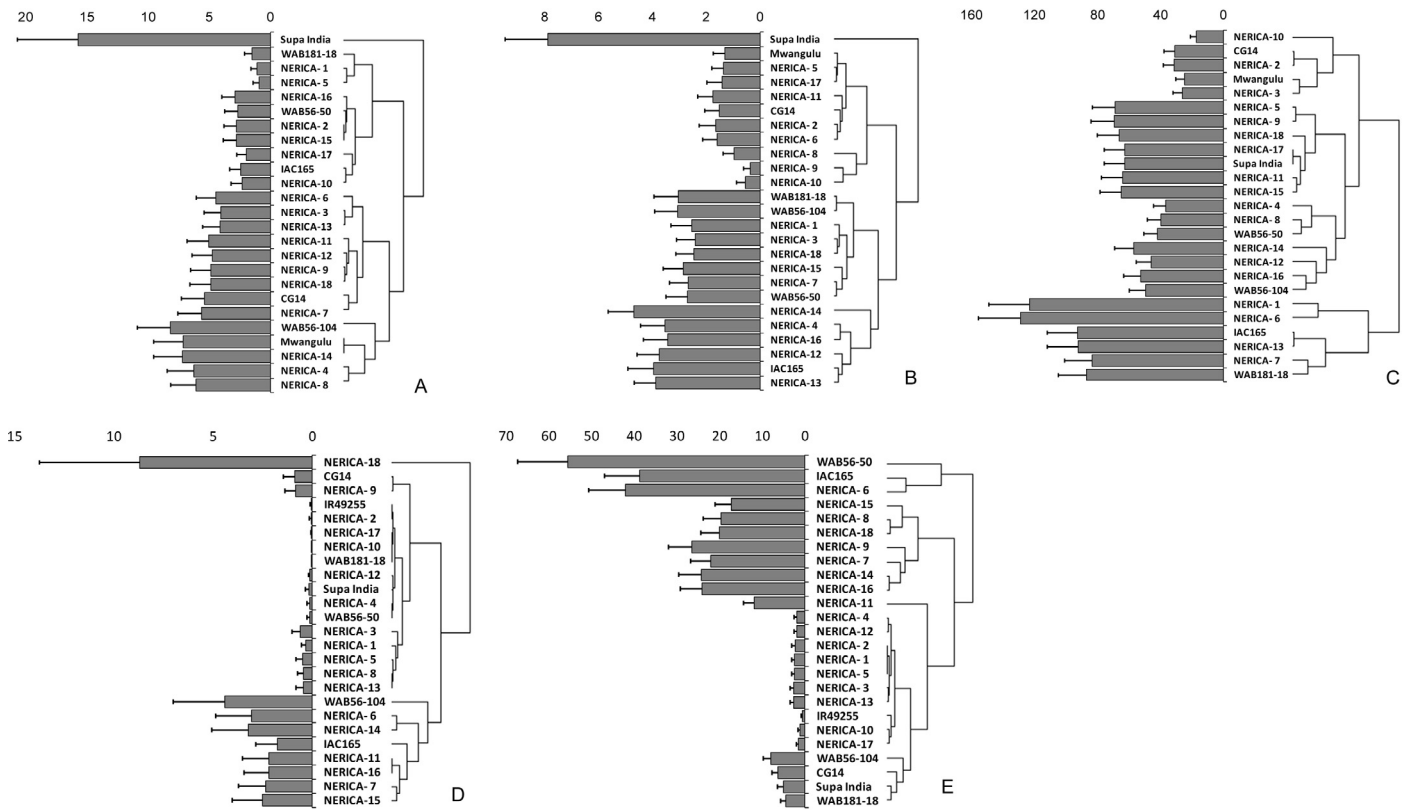 20 15 10 5 0
Supa India
WAB181-18
NERICA- 1
NERICA- 5
NERICA-16
WAB56-50
NERICA- 2
NERICA-15
NERICA-17
IAC165
NERICA-10
NERICA- 6
NERICA- 3
NERICA-13
NERICA-11
NERICA-12
NERICA- 9
NERICA-18
CG14
NERICA- 7
WAB56-104
Mwangulu
NERICA-14
NERICA- 4
NERICA- 8
A
8 6 4 2 0
Supa India
Mwangulu
NERICA- 5
NERICA-17
NERICA-11
CG14
NERICA- 2
NERICA- 6
NERICA- 8
NERICA- 9
NERICA-10
WAB181-18
WAB56-104
NERICA- 1
NERICA- 3
NERICA-18
NERICA-15
NERICA- 7
WAB56-50
NERICA-14
NERICA- 4
NERICA-16
NERICA-12
IAC165
NERICA-13
B
160 120 80 40 0
NERICA-10
CG14
NERICA- 2
Mwangulu
NERICA- 3
NERICA- 5
NERICA- 9
NERICA-18
NERICA-17
Supa India
NERICA-11
NERICA-15
NERICA- 4
NERICA- 8
WAB56-50
NERICA-14
NERICA-12
NERICA-16
WAB56-104
NERICA- 1
NERICA- 6
IAC165
NERICA-13
NERICA- 7
WAB181-18
C
15 10 5 0
NERICA-18
CG14
NERICA- 9
IR49255
NERICA- 2
NERICA-17
NERICA-10
WAB181-18
NERICA-12
Supa India
NERICA- 4
WAB56-50
NERICA- 3
NERICA- 1
NERICA- 5
NERICA- 8
NERICA-13
WAB56-104
NERICA- 6
NERICA-14
IAC165
NERICA-11
NERICA-16
NERICA- 7
NERICA-15
D
70 60 50 40 30 20 10 0
WAB56-50
IAC165
NERICA- 6
NERICA-15
NERICA- 8
NERICA-18
NERICA- 9
NERICA- 7
NERICA-14
NERICA-16
NERICA-11
NERICA- 4
NERICA-12
NERICA- 2
NERICA- 1
NERICA- 5
NERICA- 3
NERICA-13
IR49255
NERICA-10
NERICA-17
WAB56-104
CG14
Supa India
WAB181-18
E